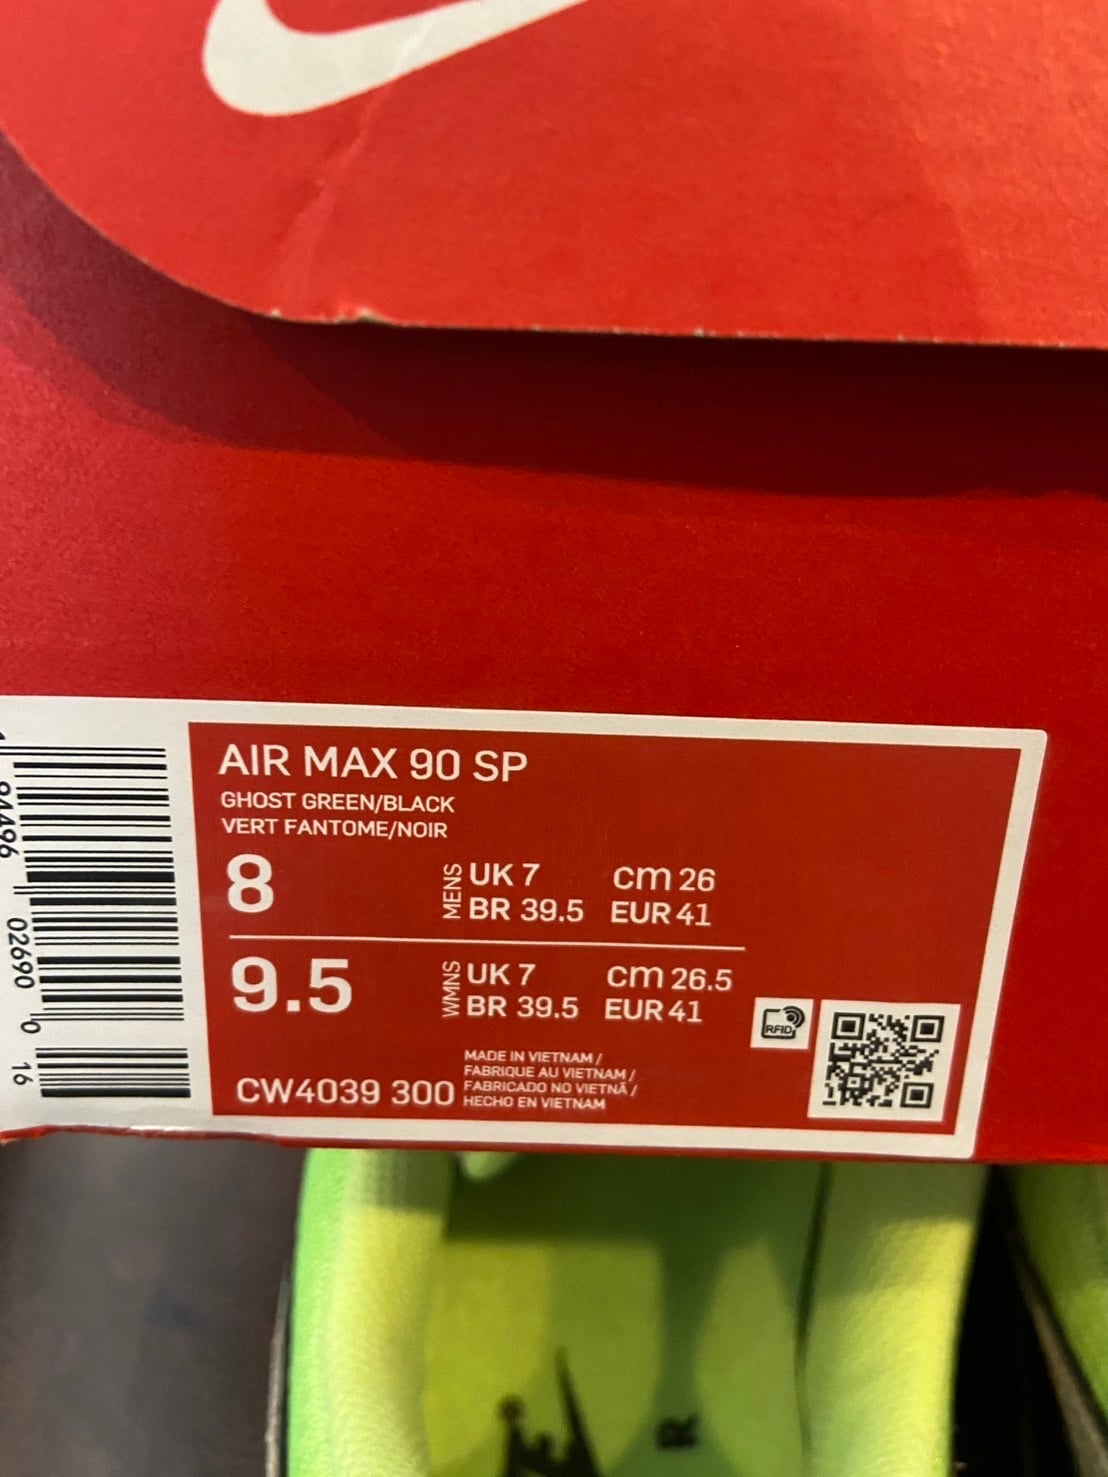 AIR MAX 90 SP
GHOST GREEN/BLACK
VERT FANTOME/NOIR
8
MENS
UK 7 cm 26
BR 39.5 EUR 41
9.5
WMNS
UK 7 cm 26.5
BR 39.5 EUR 41
RFID
CW4039 300
MADE IN VIETNAM /
FABRIQUE AU VIETNAM /
FABRICADO NO VIETNÃ /
HECHO EN VIETNAM
94496 02690 0 16
R